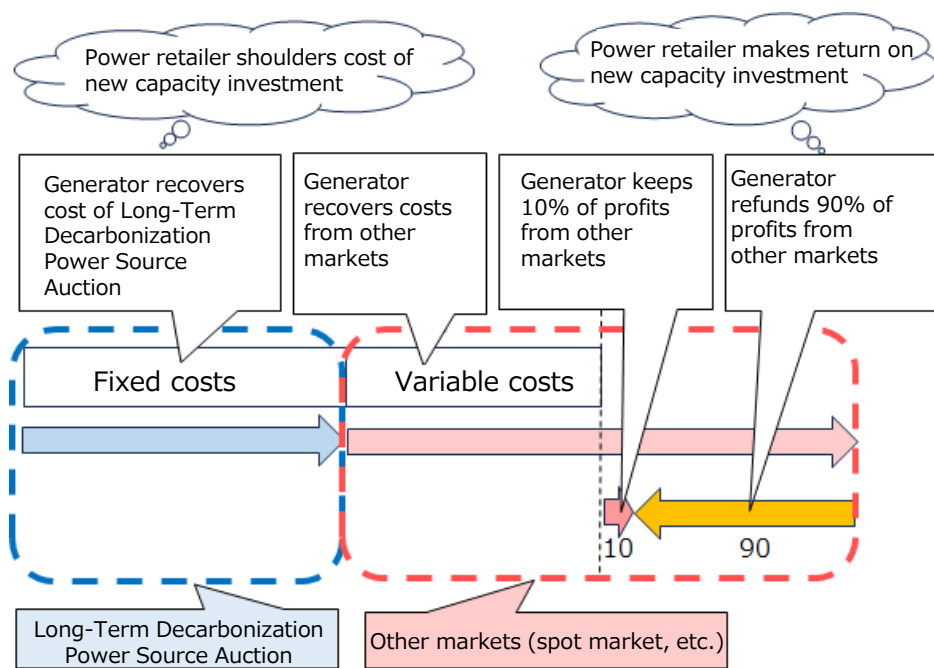 Power retailer shoulders cost of
new capacity investment
Power retailer makes return on
new capacity investment
Generator recovers
cost of Long-Term
Decarbonization
Power Source
Auction
Generator
recovers costs
from other
markets
Generator keeps
10% of profits
from other
markets
Generator
refunds 90% of
profits from
other markets
Fixed costs
Variable costs
10
90
Long-Term Decarbonization
Power Source Auction
Other markets (spot market, etc.)